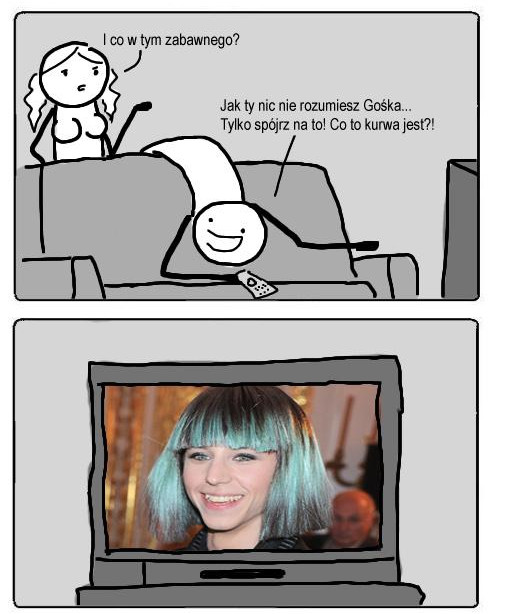 I co w tym zabawnego?
Jak ty nic nie rozumiesz Gośka...
Tylko spójrz na to! Co to kurwa jest?!